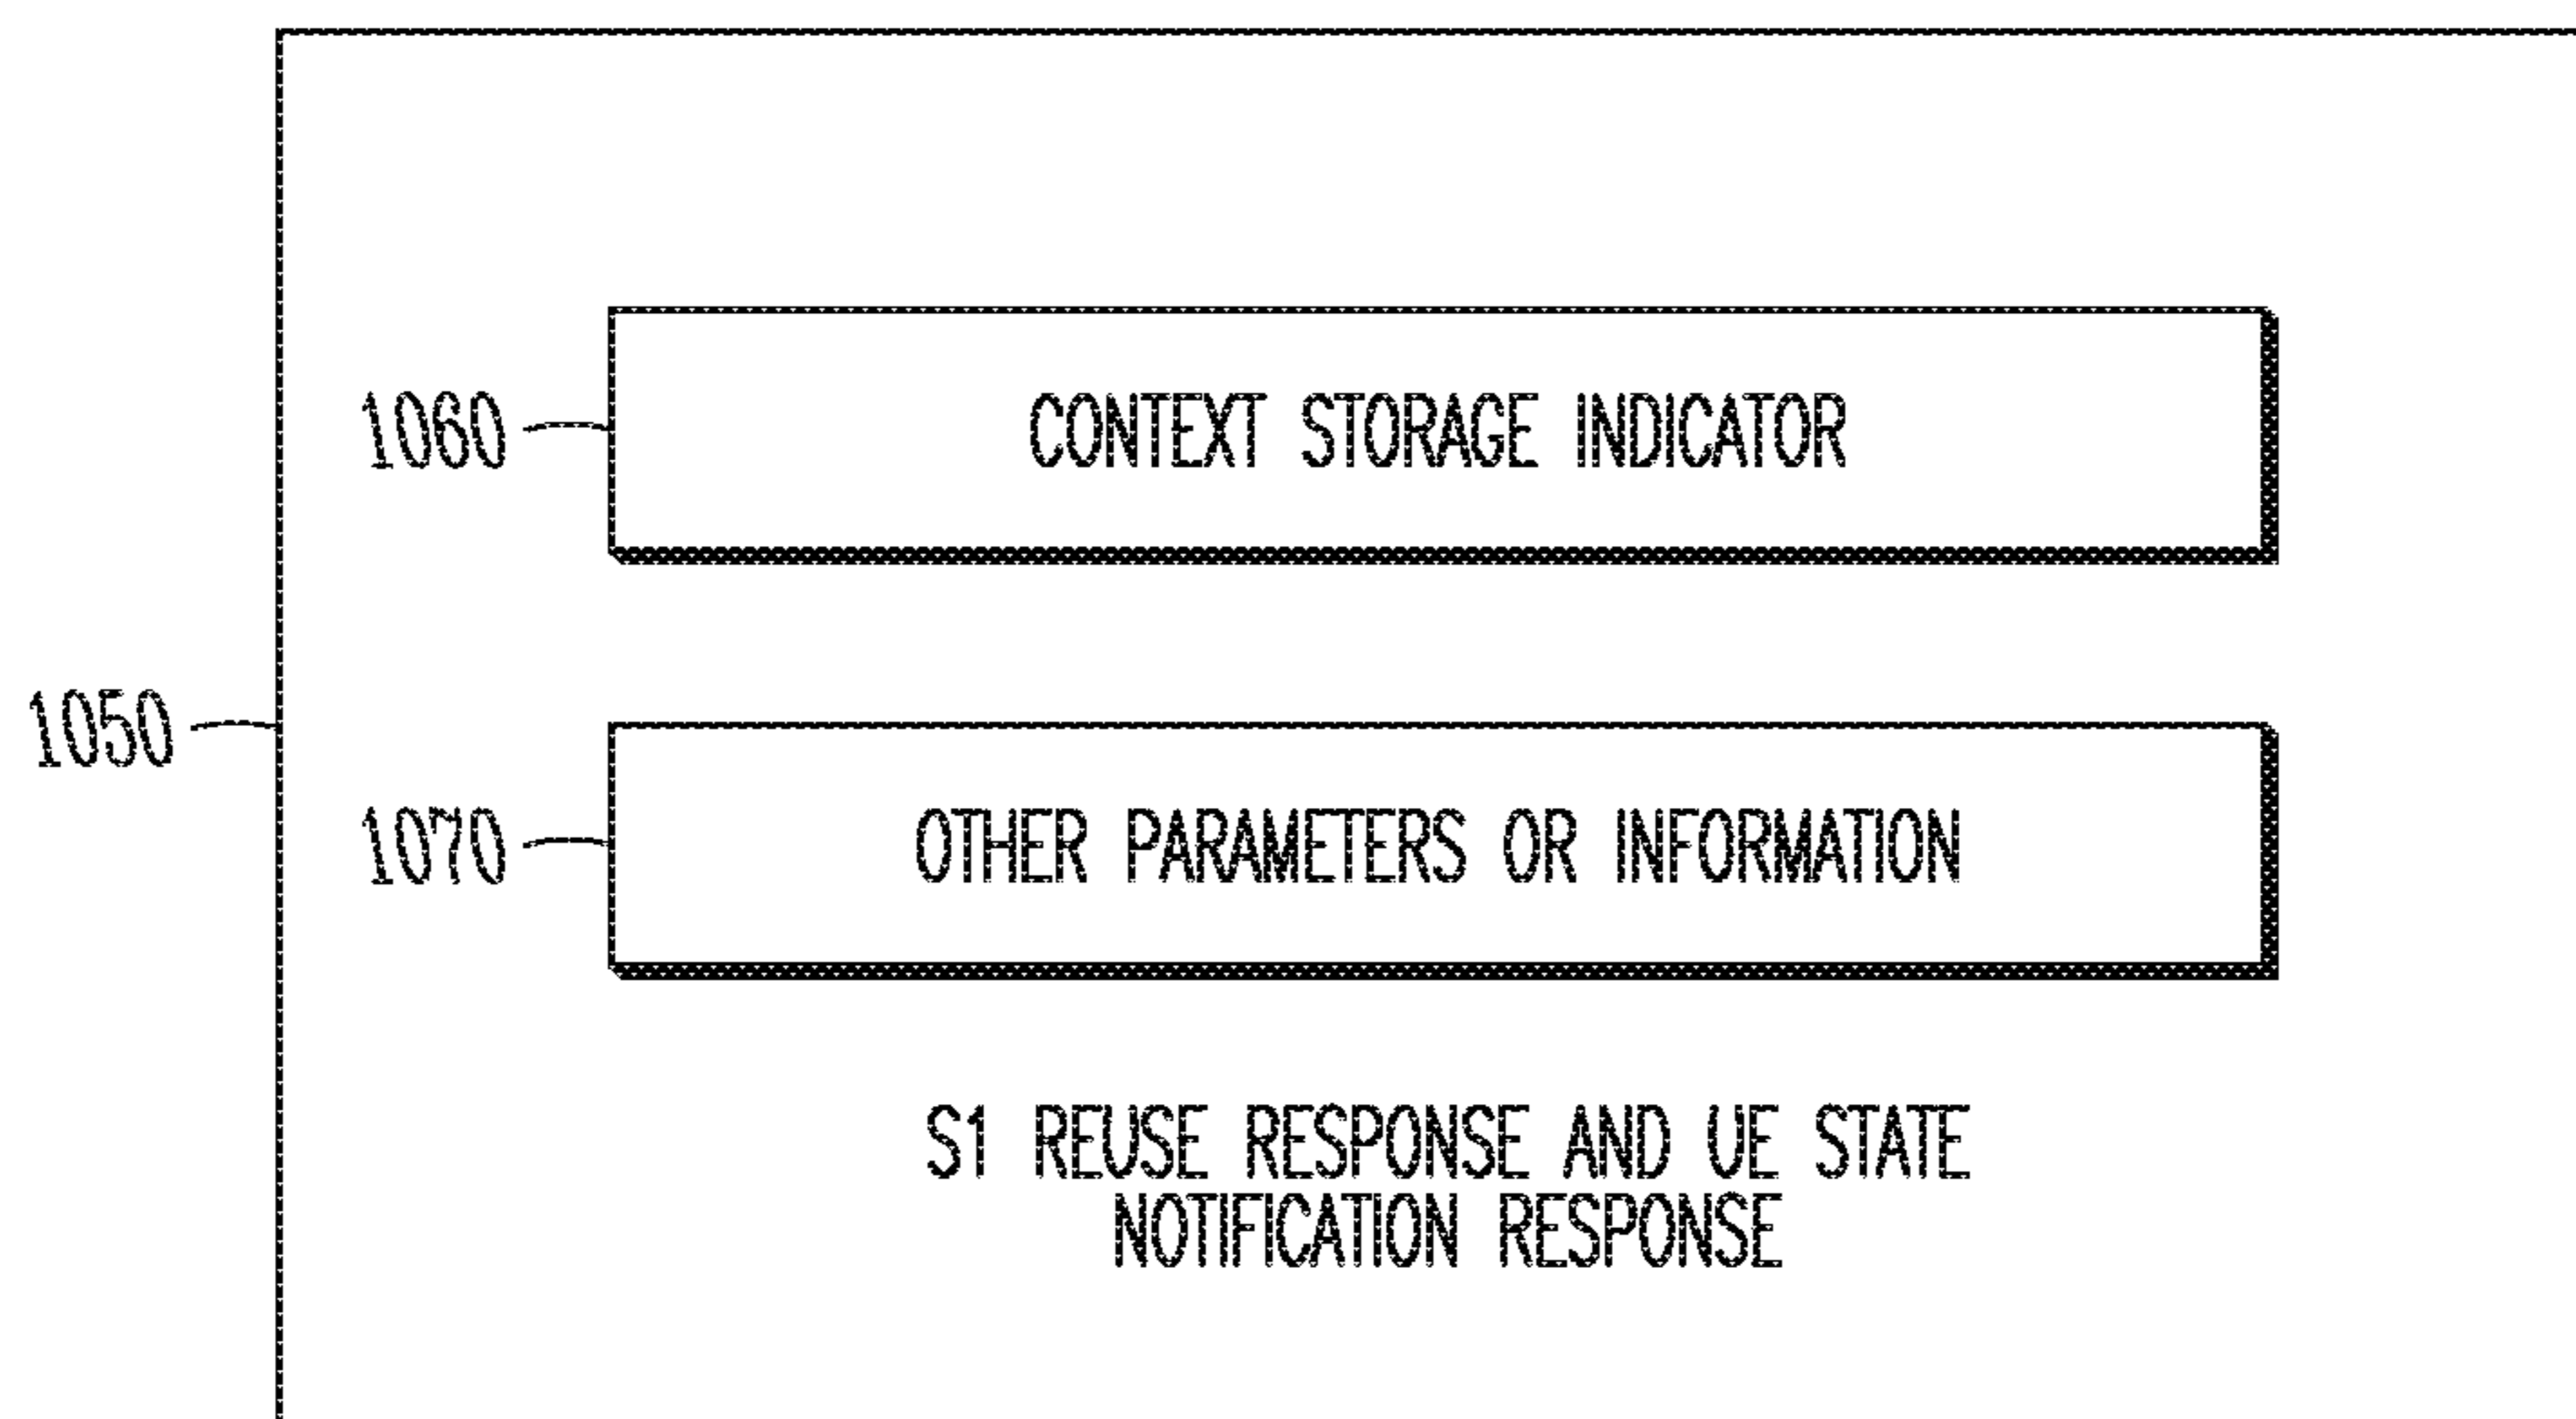 1060
CONTEXT STORAGE INDICATOR
1050
1070
OTHER PARAMETERS OR INFORMATION
S1 REUSE RESPONSE AND UE STATE
NOTIFICATION RESPONSE